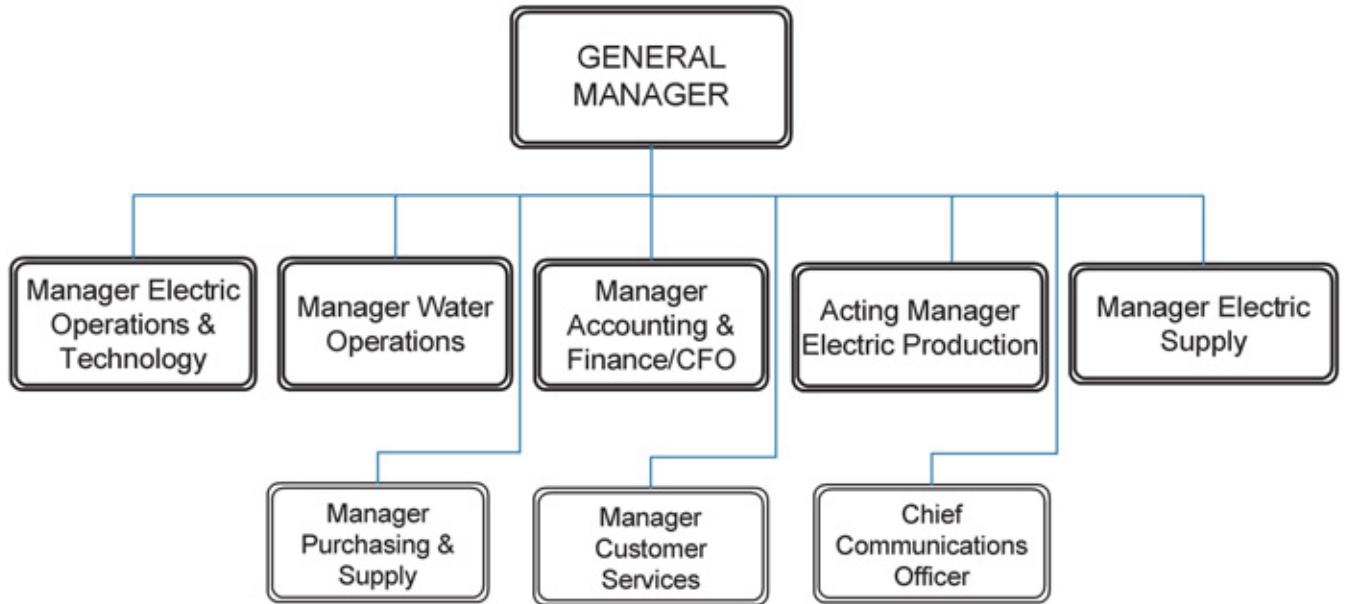 GENERAL
MANAGER
Manager Electric
Operations &
Technology
Manager Water
Operations
Manager
Accounting &
Finance/CFO
Acting Manager
Electric Production
Manager Electric
Supply
Manager
Purchasing &
Supply
Manager
Customer
Services
Chief
Communications
Officer